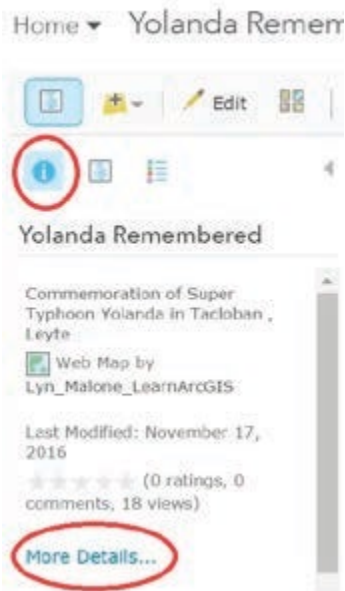 Home Yolanda Remem
Edit
Yolanda Remembered
Commemoration of Super
Typhoon Yolanda in Tacloban ,
Leyte
Web Map by
Lyn_Malone_LearnArcGIS
Last Modified: November 17,
2016
(0 ratings, 0
comments, 18 views)
More Details...